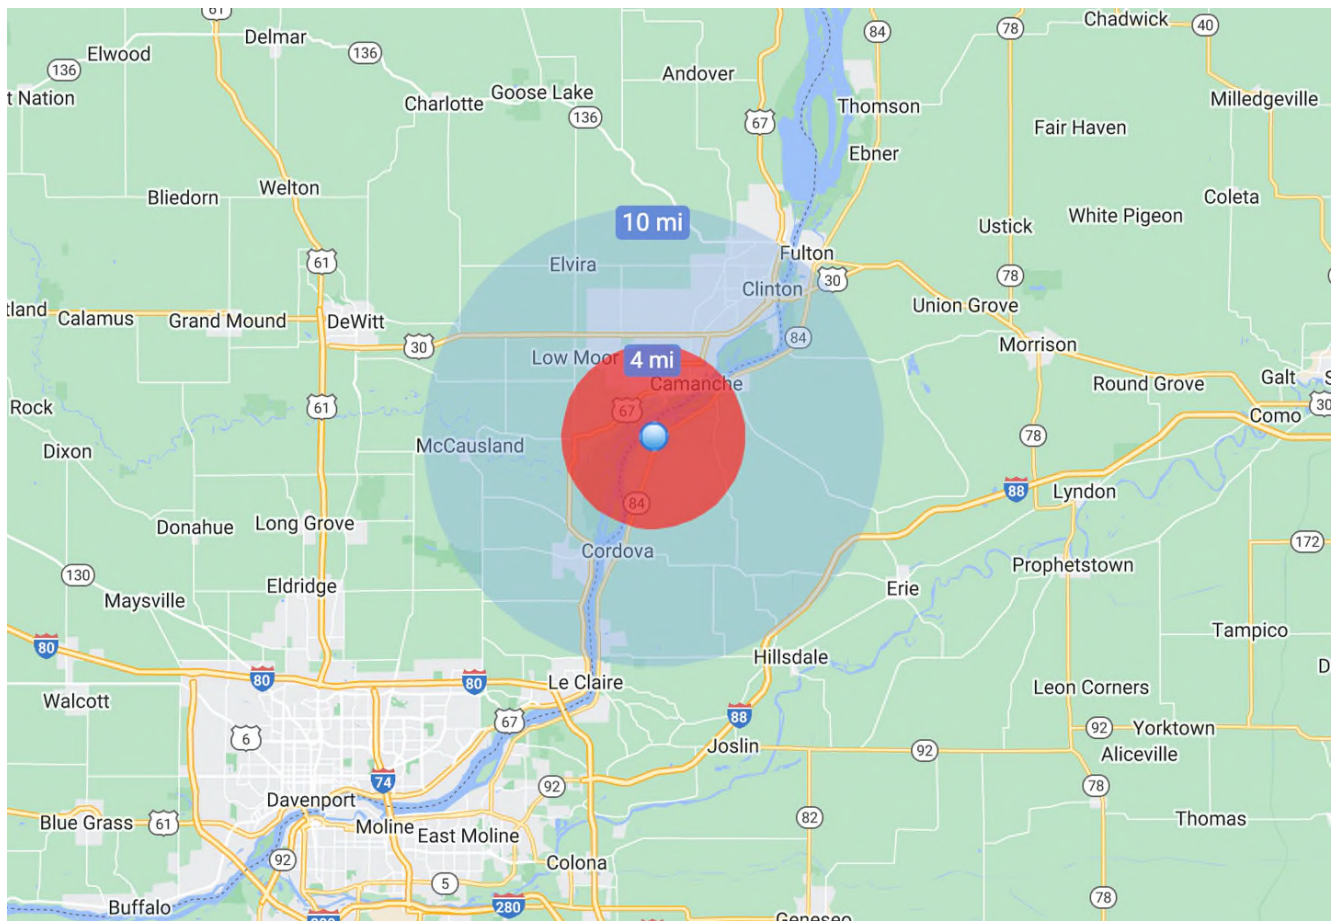 61
Delmar
Chadwick
40
Elwood
136
84
78
136
Andover
t Nation
Charlotte
Goose Lake
Thomson
Milledgeville
136
67
Fair Haven
Ebner
Bliedorn
Welton
Coleta
10 mi
White Pigeon
Ustick
61
Elvira
Fulton
78
30
Clinton
tland
Calamus
Grand Mound
DeWitt
Union Grove
84
30
Low Moor
4 mi
Morrison
Camanche
Round Grove
Galt
S
Rock
61
67
Como
30
78
Dixon
McCausland
88
Lyndon
84
Donahue
Long Grove
172
Cordova
Prophetstown
130
Eldridge
Erie
Maysville
Tampico
80
Hillsdale
D
80
80
Le Claire
Leon Corners
Walcott
67
88
92
Yorktown
6
Joslin
92
Aliceville
74
92
78
Davenport
82
Blue Grass
61
Moline
East Moline
Thomas
92
Colona
5
78
Buffalo
280
280
Geneseo